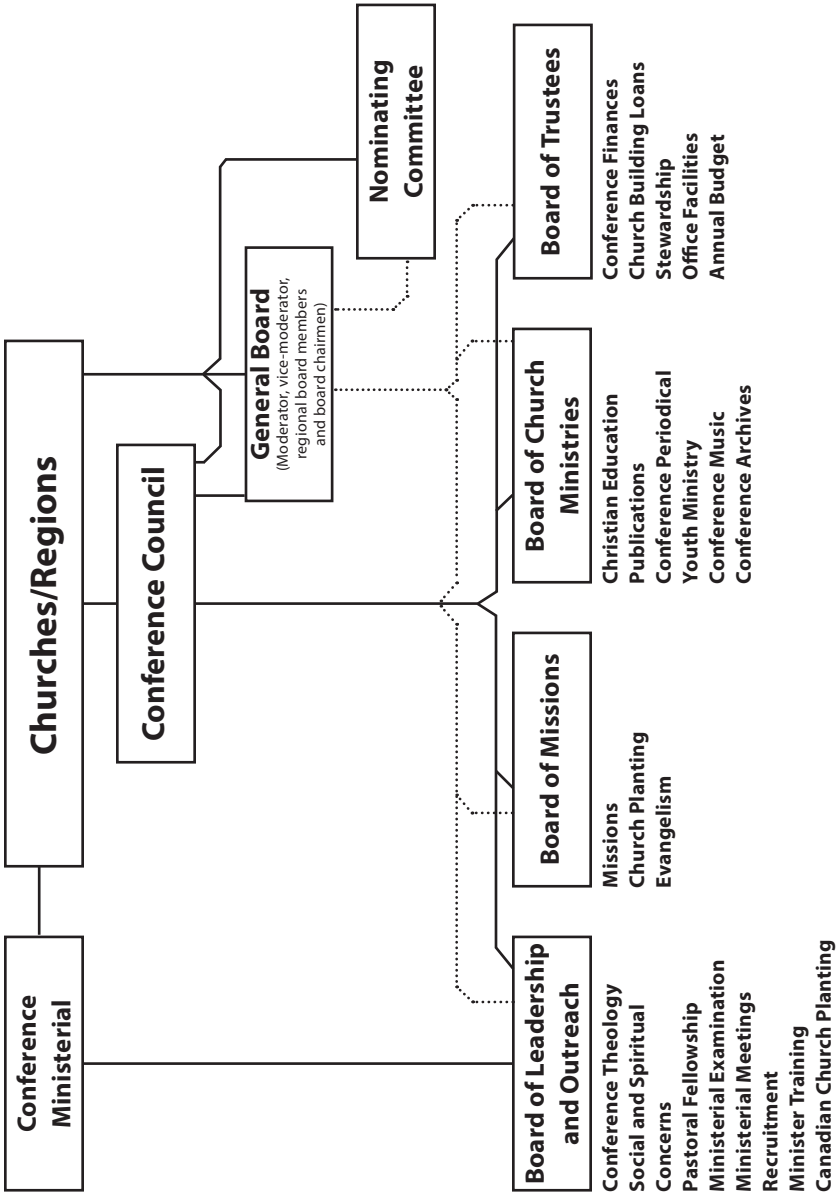 Conference
Ministerial
Churches/Regions
Conference Council
General Board
(Moderator, vice-moderator,
regional board members
and board chairmen)
Nominating
Committee
Board of Leadership
and Outreach
Conference Theology
Social and Spiritual
Concerns
Pastoral Fellowship
Ministerial Examination
Ministerial Meetings
Recruitment
Minister Training
Canadian Church Planting
Board of Missions
Missions
Church Planting
Evangelism
Board of Church
Ministries
Christian Education
Publications
Conference Periodical
Youth Ministry
Conference Music
Conference Archives
Board of Trustees
Conference Finances
Church Building Loans
Stewardship
Office Facilities
Annual Budget